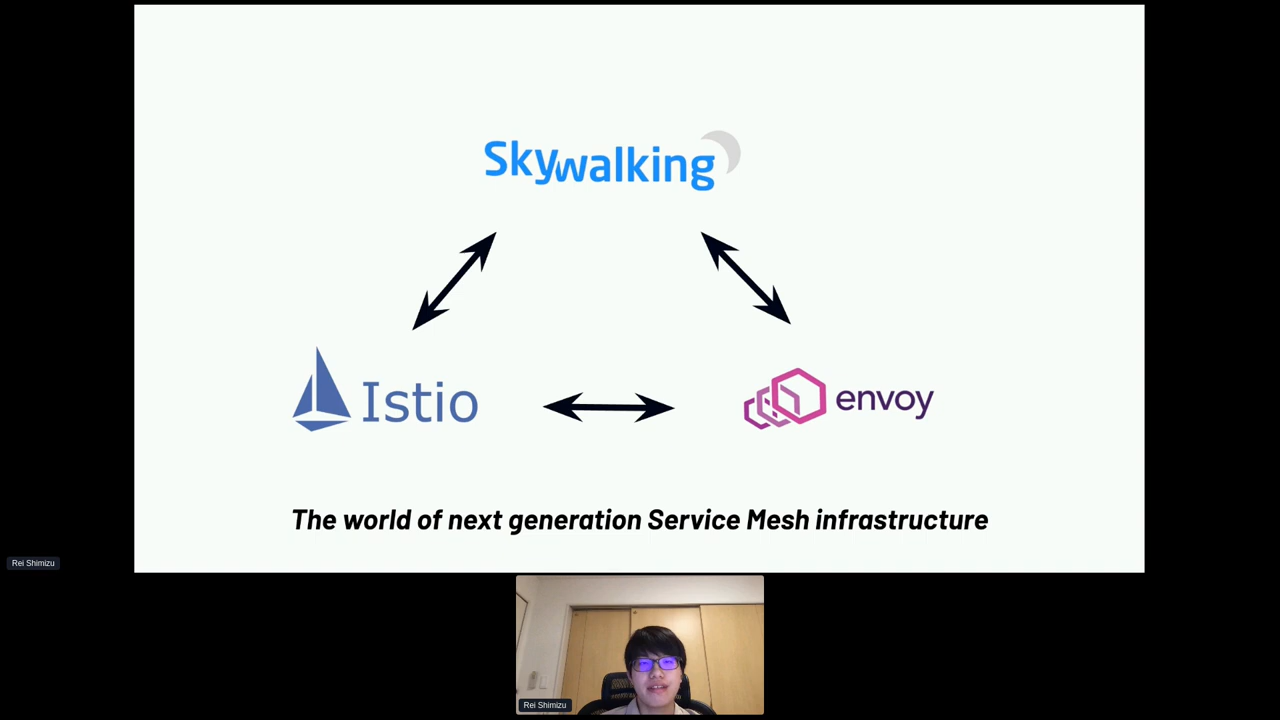 Skywalking
Istio
envoy
The world of next generation Service Mesh infrastructure
Rei Shimizu
Rei Shimizu